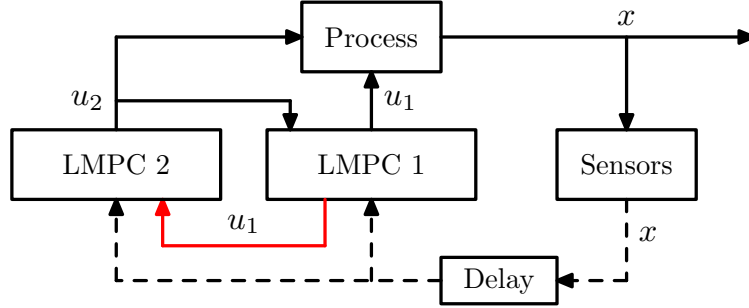 x
Process
u₂
u₁
LMPC 2
LMPC 1
Sensors
u₁
x
Delay